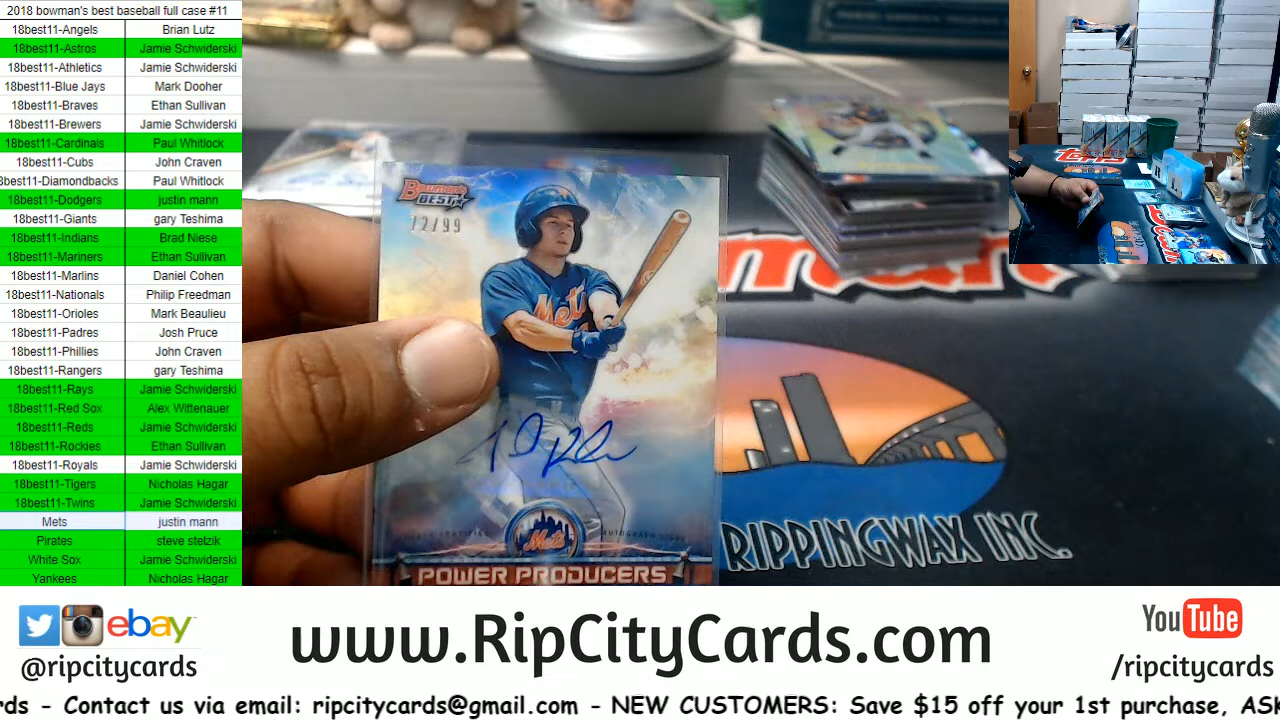 2018 bowman's best baseball full case #11
18best11-Angels Brian Lutz
18best11-Astros Jamie Schwiderski
18best11-Athletics Jamie Schwiderski
18best11-Blue Jays Mark Dooher
18best11-Braves Ethan Sullivan
18best11-Brewers Jamie Schwiderski
18best11-Cardinals Paul Whitlock
18best11-Cubs John Craven
8best11-Diamondbacks Paul Whitlock
18best11-Dodgers justin mann
18best11-Giants gary Teshima
18best11-Indians Brad Niese
18best11-Mariners Ethan Sullivan
18best11-Marlins Daniel Cohen
18best11-Nationals Philip Freedman
18best11-Orioles Mark Beaulieu
18best11-Padres Josh Pruce
18best11-Phillies John Craven
18best11-Rangers gary Teshima
18best11-Rays Jamie Schwiderski
18best11-Red Sox Alex Wittenauer
18best11-Reds Jamie Schwiderski
18best11-Rockies Ethan Sullivan
18best11-Royals Jamie Schwiderski
18best11-Tigers Nicholas Hagar
18best11-Twins Jamie Schwiderski
Mets justin mann
Pirates steve stelzik
White Sox Jamie Schwiderski
Yankees Nicholas Hagar
Bowman's
BEST
72/99
Mets
Mets
POWER PRODUCERS
RIPPINGWAX INC.
topps
ebay
@ripcitycards
www.RipCityCards.com
YouTube
/ripcitycards
rds - Contact us via email: ripcitycards@gmail.com - NEW CUSTOMERS: Save $15 off your 1st purchase, ASK